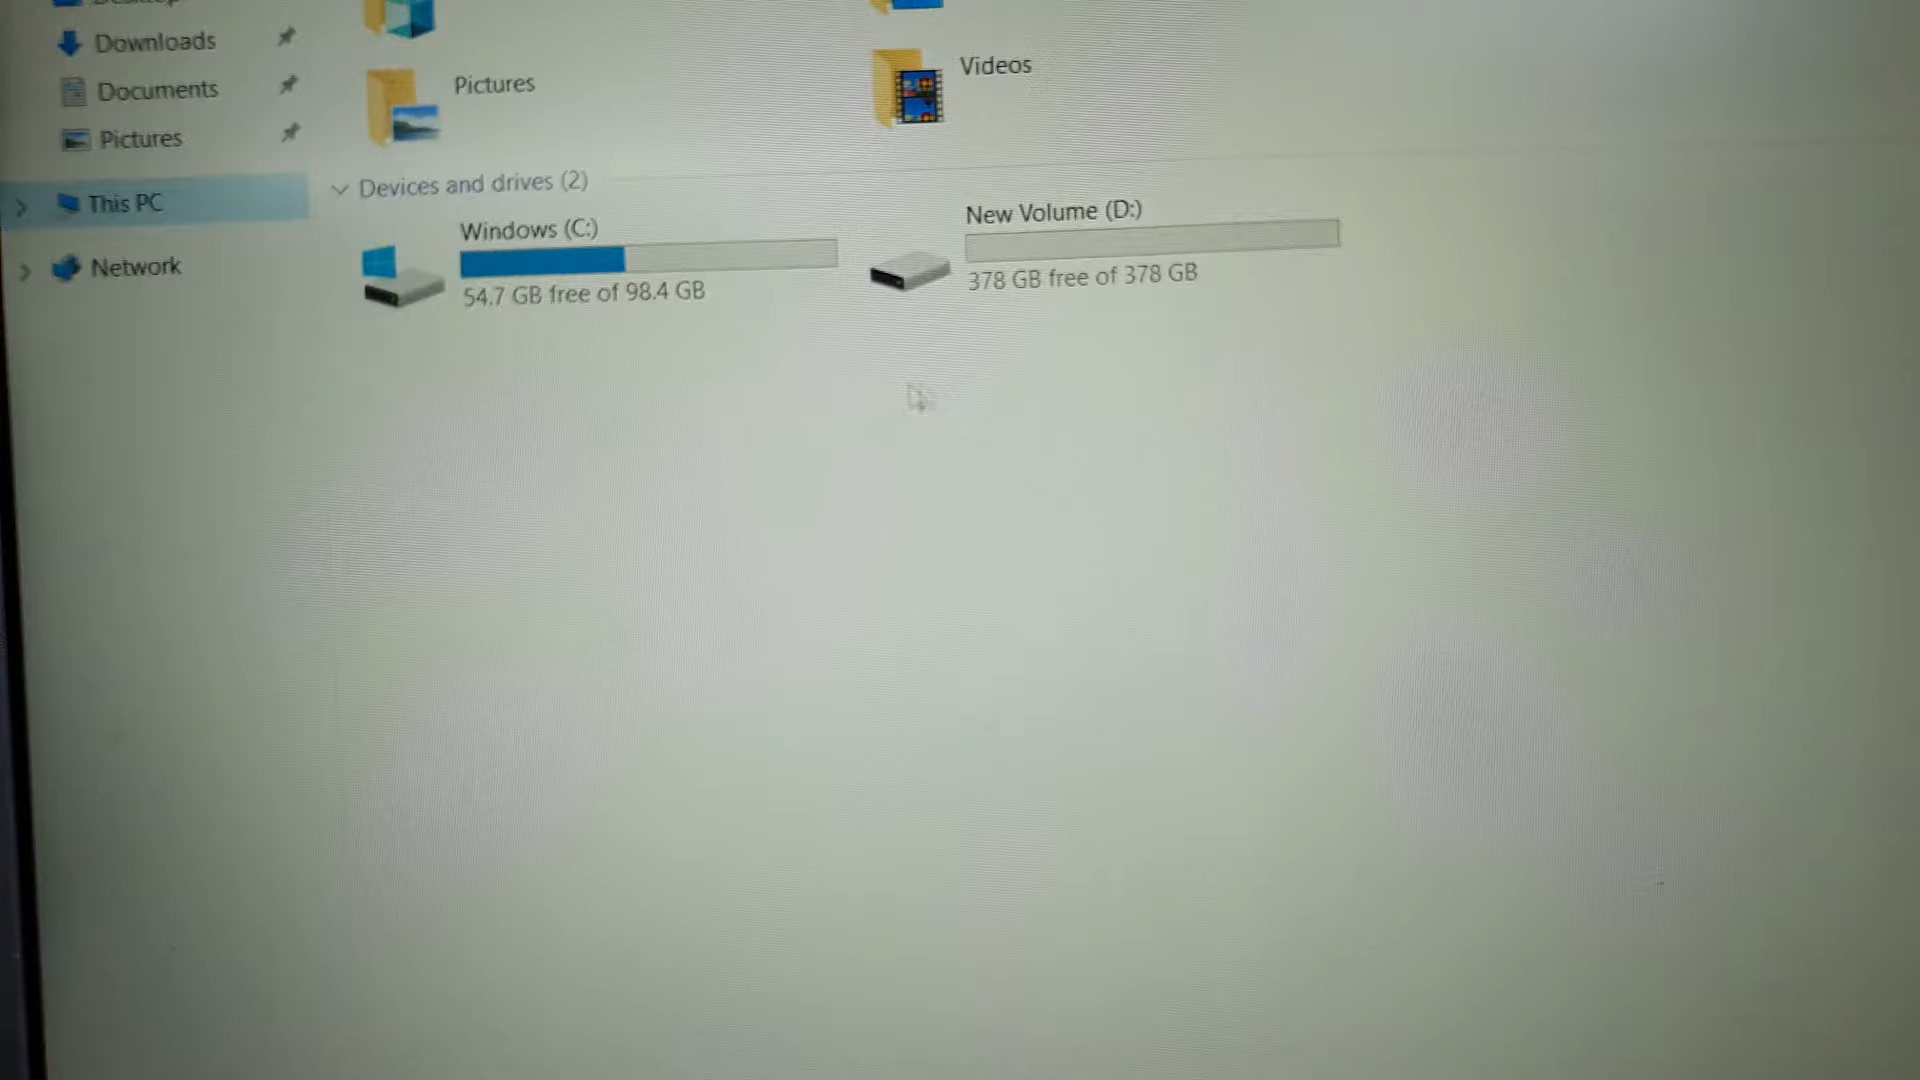 Downloads
Documents
Pictures
This PC
Network
Pictures
Videos
Devices and drives (2)
Windows (C:)
54.7 GB free of 98.4 GB
New Volume (D:)
378 GB free of 378 GB